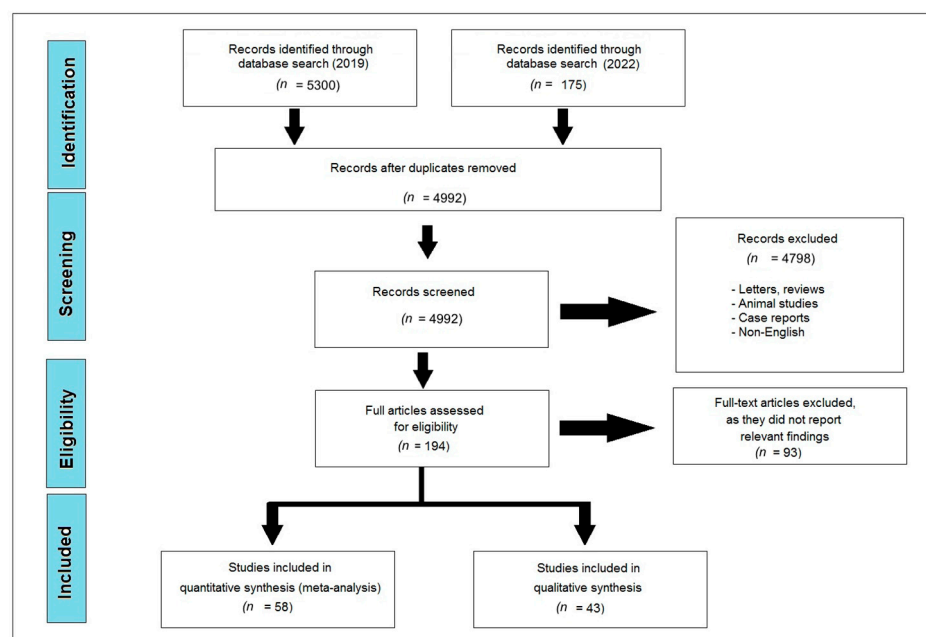 Identification
Records identified through
database search (2019)
(n = 5300)
Records identified through
database search (2022)
(n = 175)
Records after duplicates removed
(n = 4992)
Screening
Records screened
(n = 4992)
Records excluded
(n = 4798)
- Letters, reviews
- Animal studies
- Case reports
- Non-English
Eligibility
Full articles assessed
for eligibility
(n = 194)
Full-text articles excluded,
as they did not report
relevant findings
(n = 93)
Included
Studies included in
quantitative synthesis (meta-analysis)
(n = 58)
Studies included in
qualitative synthesis
(n = 43)